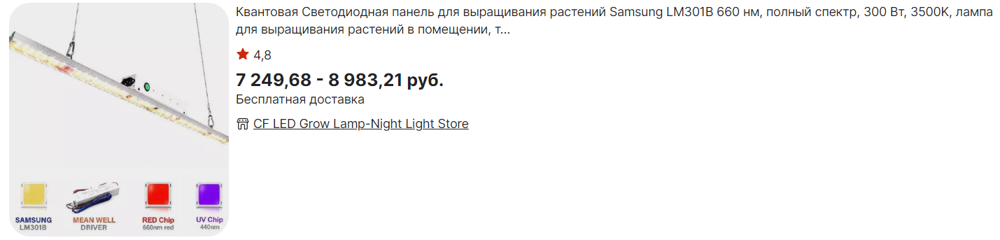 Квантовая Светодиодная панель для выращивания растений Samsung LM301B 660 нм, полный спектр, 300 Вт, 3500K, лампа
для выращивания растений в помещении, т...
4,8
7 249,68 - 8 983,21 руб.
Бесплатная доставка
CF LED Grow Lamp-Night Light Store
SAMSUNG
LM301B
MEAN WELL
DRIVER
RED Chip
660nm red
UV Chip
440nm